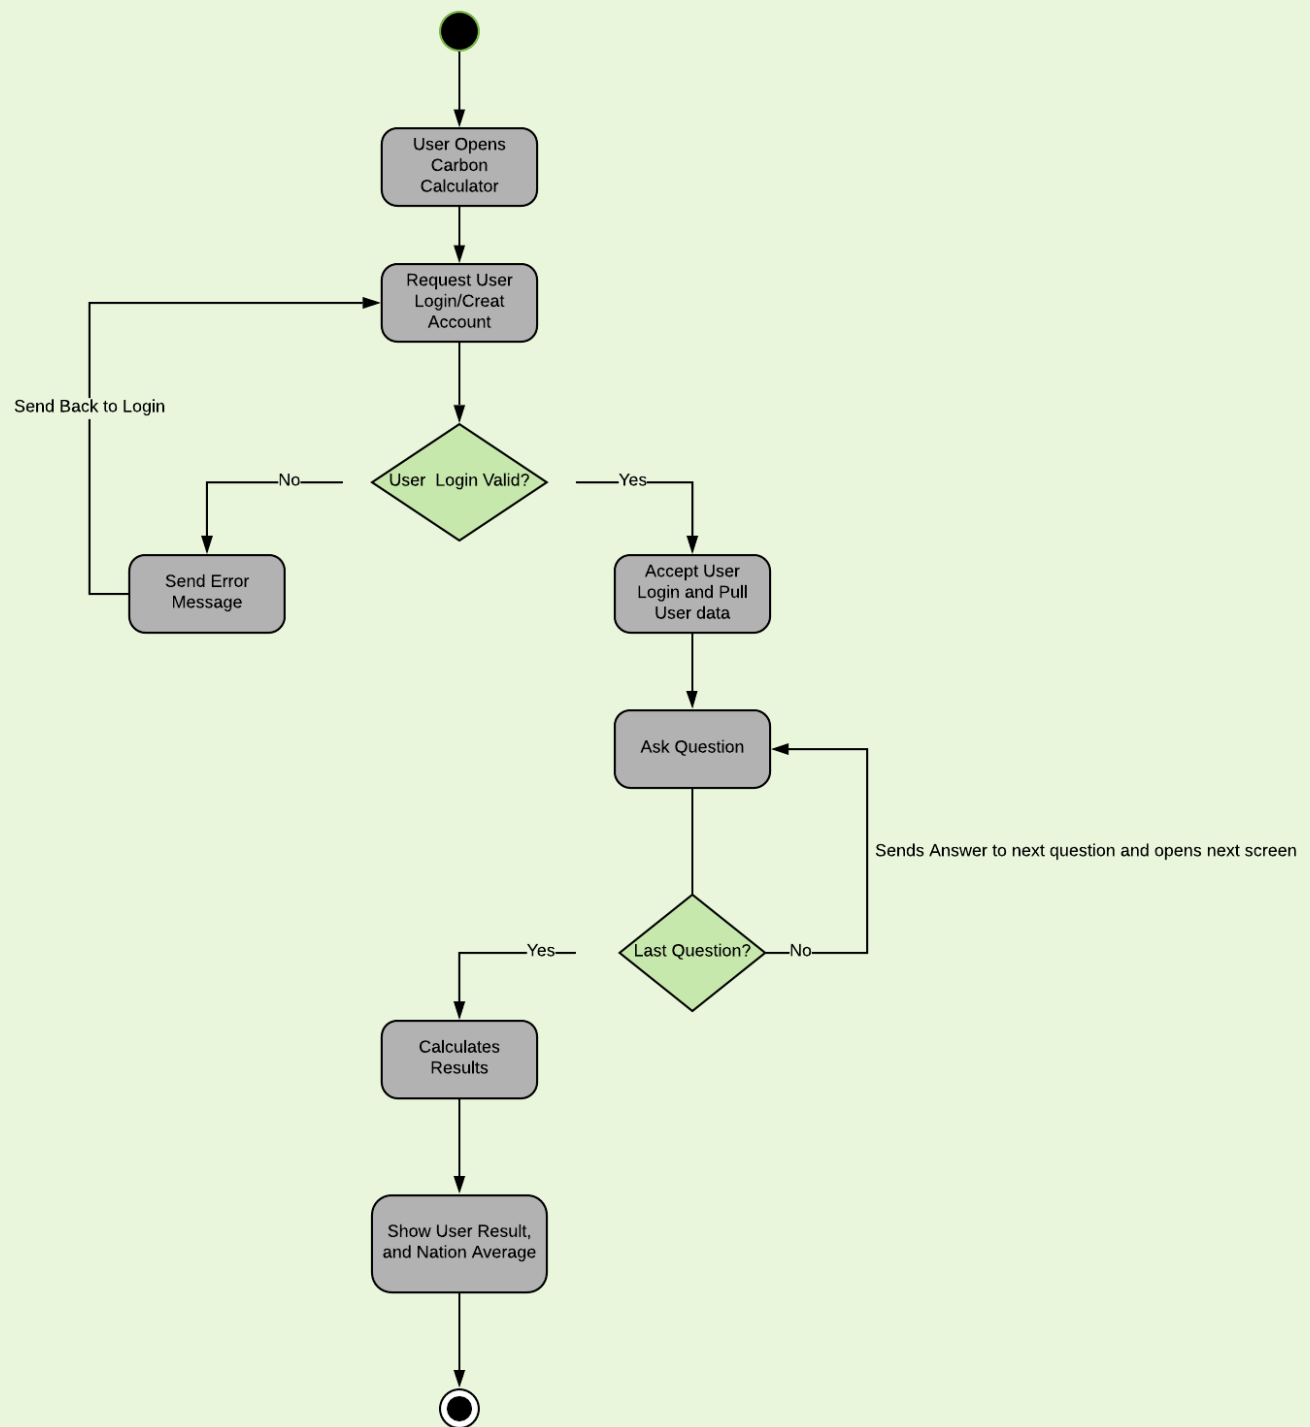 User Opens
Carbon
Calculator
Request User
Login/Creat
Account
Send Back to Login
No
User  Login Valid?
Yes
Send Error
Message
Accept User
Login and Pull
User data
Ask Question
Sends Answer to next question and opens next screen
Yes
Last Question?
No
Calculates
Results
Show User Result,
and Nation Average